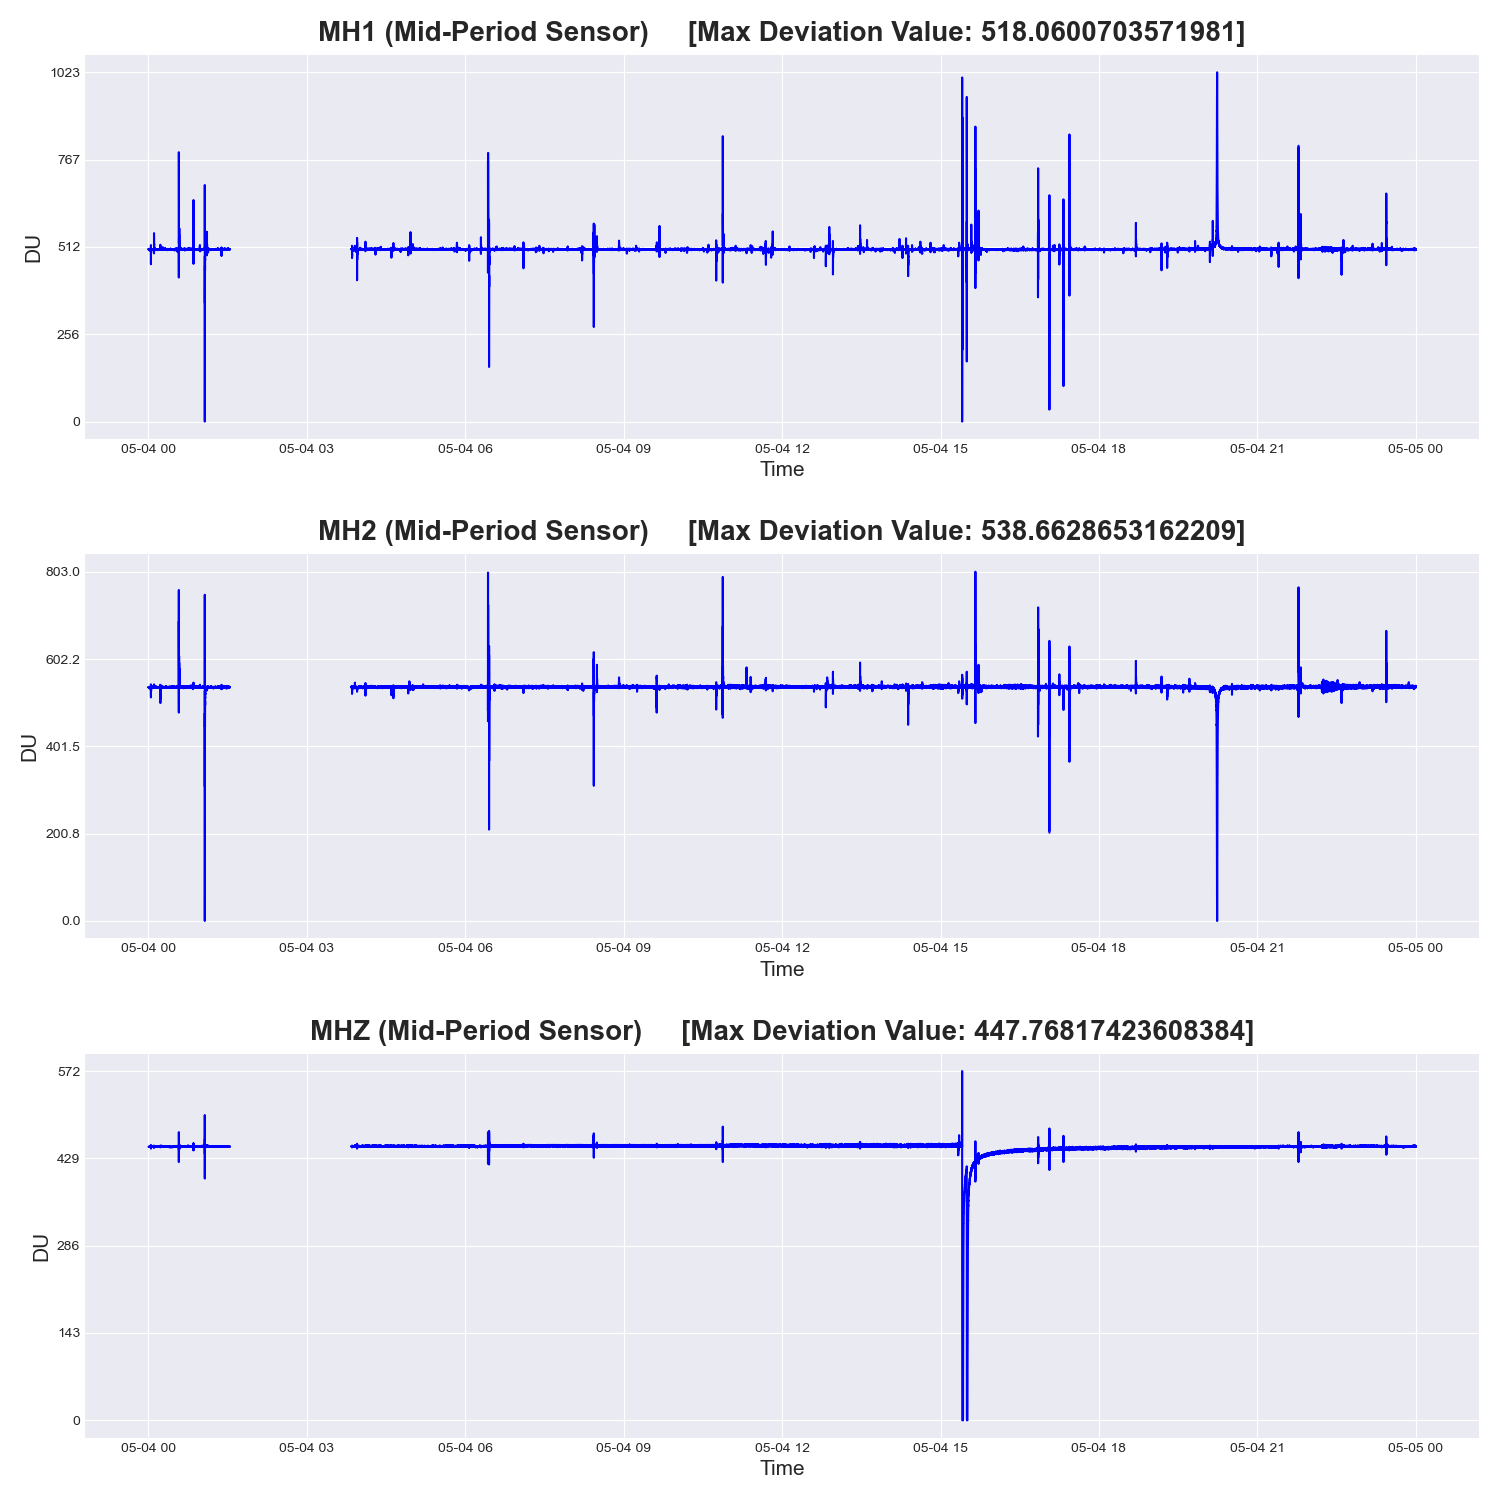 MH1 (Mid-Period Sensor) [Max Deviation Value: 518.0600703571981]
1023
767
512
256
0
DU
05-04 00 05-04 03 05-04 06 05-04 09 05-04 12 05-04 15 05-04 18 05-04 21 05-05 00
Time
MH2 (Mid-Period Sensor) [Max Deviation Value: 538.6628653162209]
803.0
602.2
401.5
200.8
0.0
DU
05-04 00 05-04 03 05-04 06 05-04 09 05-04 12 05-04 15 05-04 18 05-04 21 05-05 00
Time
MHZ (Mid-Period Sensor) [Max Deviation Value: 447.76817423608384]
572
429
286
143
0
DU
05-04 00 05-04 03 05-04 06 05-04 09 05-04 12 05-04 15 05-04 18 05-04 21 05-05 00
Time